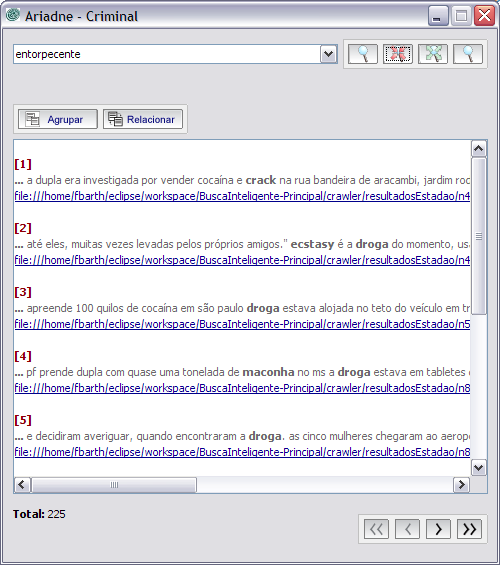 Ariadne - Criminal
entorpecente
Agrupar Relacionar
[1]
... a dupla era investigada por vender cocaína e crack na rua bandeira de aracambi, jardim roc
file:///home/fbarth/eclipse/workspace/BuscaInteligente-Principal/crawler/resultadosEstadao/n4
[2]
... até eles, muitas vezes levadas pelos próprios amigos." ecstasy é a droga do momento, usa
file:///home/fbarth/eclipse/workspace/BuscaInteligente-Principal/crawler/resultadosEstadao/n4
[3]
... apreende 100 quilos de cocaína em são paulo droga estava alojada no teto do veículo em tr
file:///home/fbarth/eclipse/workspace/BuscaInteligente-Principal/crawler/resultadosEstadao/n5
[4]
... pf prende dupla com quase uma tonelada de maconha no ms a droga estava em tabletes
file:///home/fbarth/eclipse/workspace/BuscaInteligente-Principal/crawler/resultadosEstadao/n8
[5]
... e decidiram averiguar, quando encontraram a droga. as cinco mulheres chegaram ao aerop
file:///home/fbarth/eclipse/workspace/BuscaInteligente-Principal/crawler/resultadosEstadao/n8
Total: 225